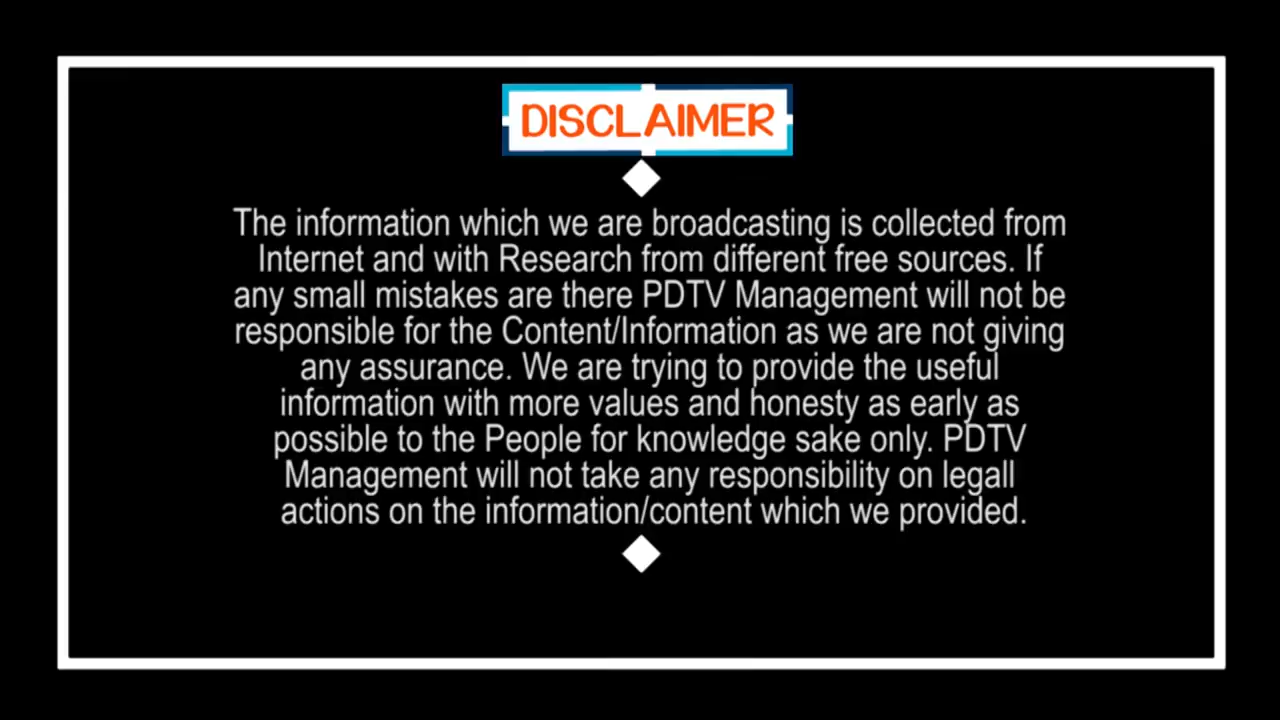 DISCLAIMER
The information which we are broadcasting is collected from
Internet and with Research from different free sources. If
any small mistakes are there PDTV Management will not be
responsible for the Content/Information as we are not giving
any assurance. We are trying to provide the useful
information with more values and honesty as early as
possible to the People for knowledge sake only. PDTV
Management will not take any responsibility on legall
actions on the information/content which we provided.